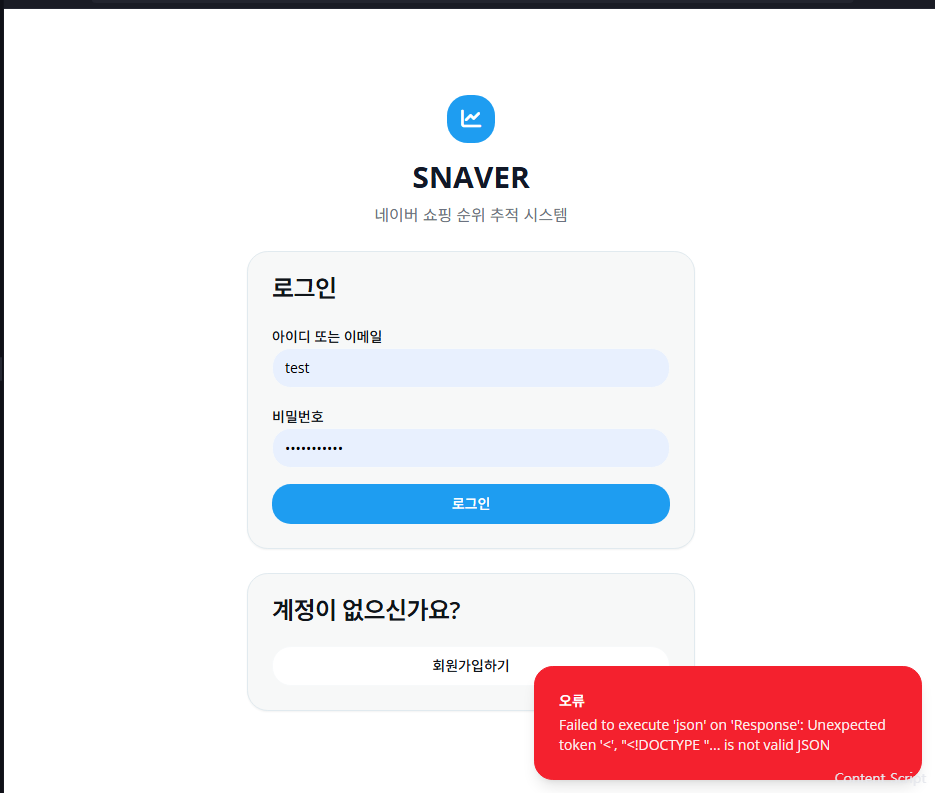 SNAVER
네이버 쇼핑 순위 추적 시스템
로그인
아이디 또는 이메일
test
비밀번호
•••••••••••
로그인
계정이 없으신가요?
회원가입하기
오류
Failed to execute 'json' on 'Response': Unexpected
token '<', "<!DOCTYPE "... is not valid JSON
Content Script